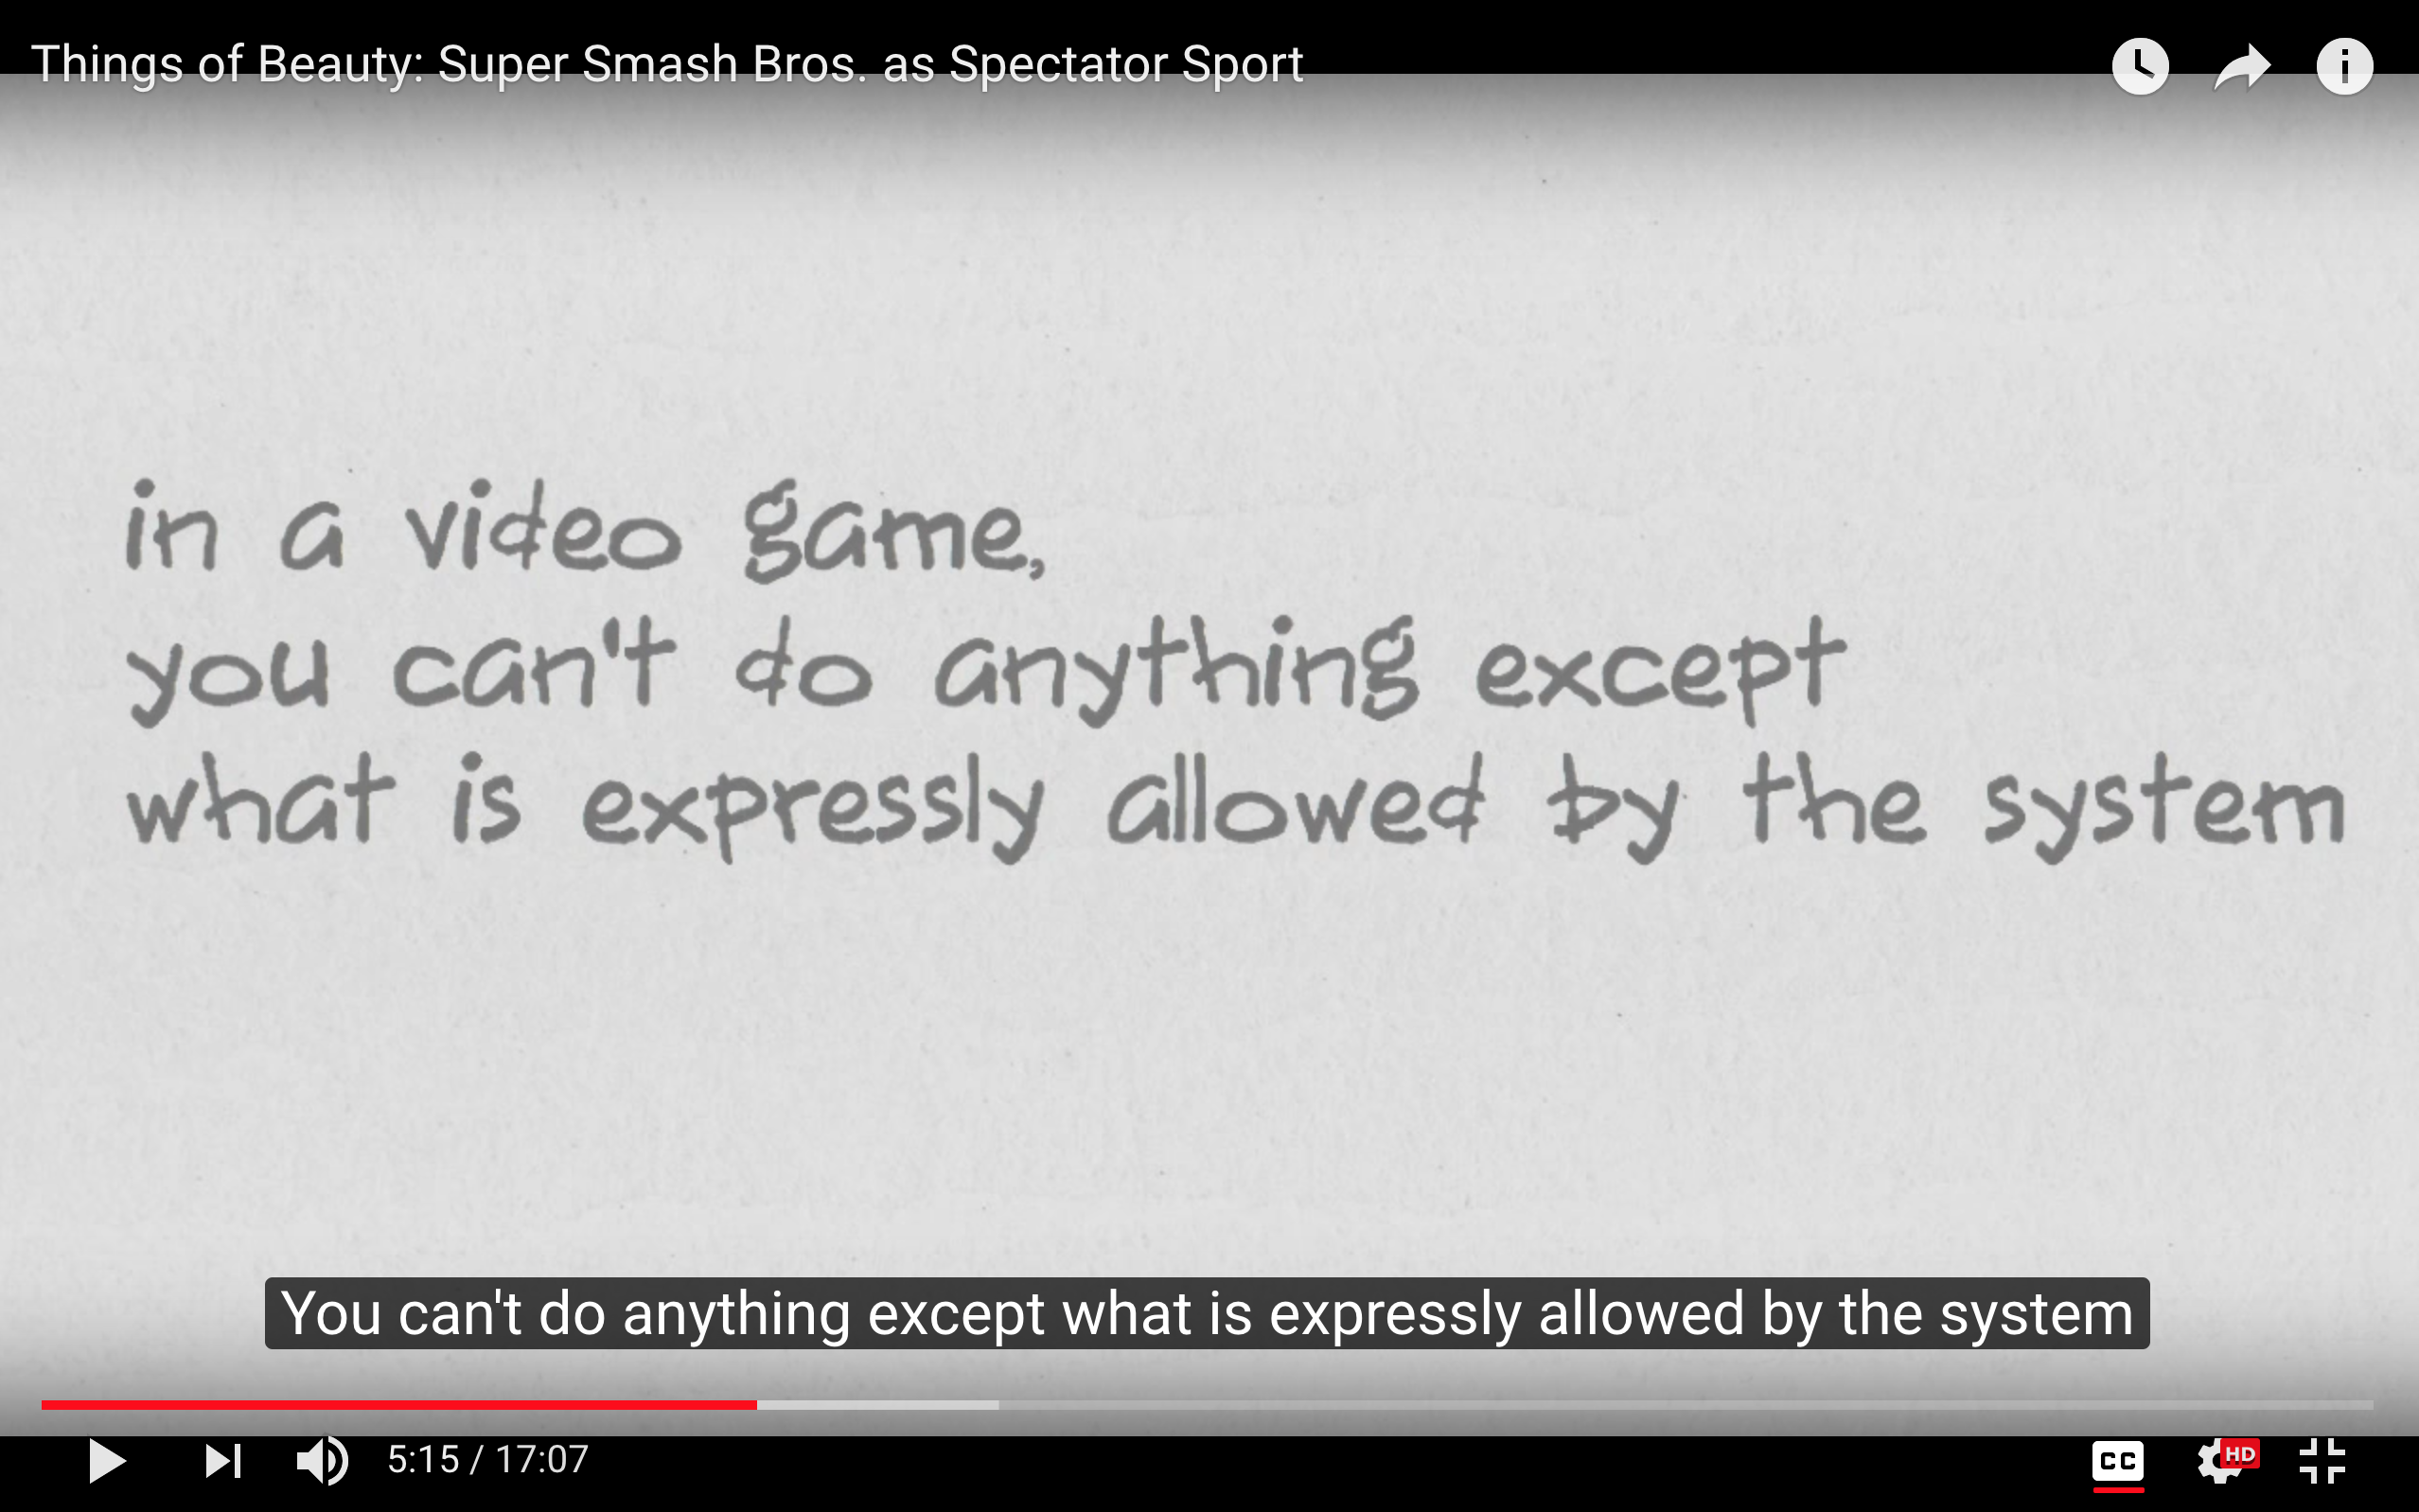 Things of Beauty: Super Smash Bros. as Spectator Sport
in a video game,
you can't do anything except
what is expressly allowed by the system
You can't do anything except what is expressly allowed by the system
5:15 / 17:07
CC
HD